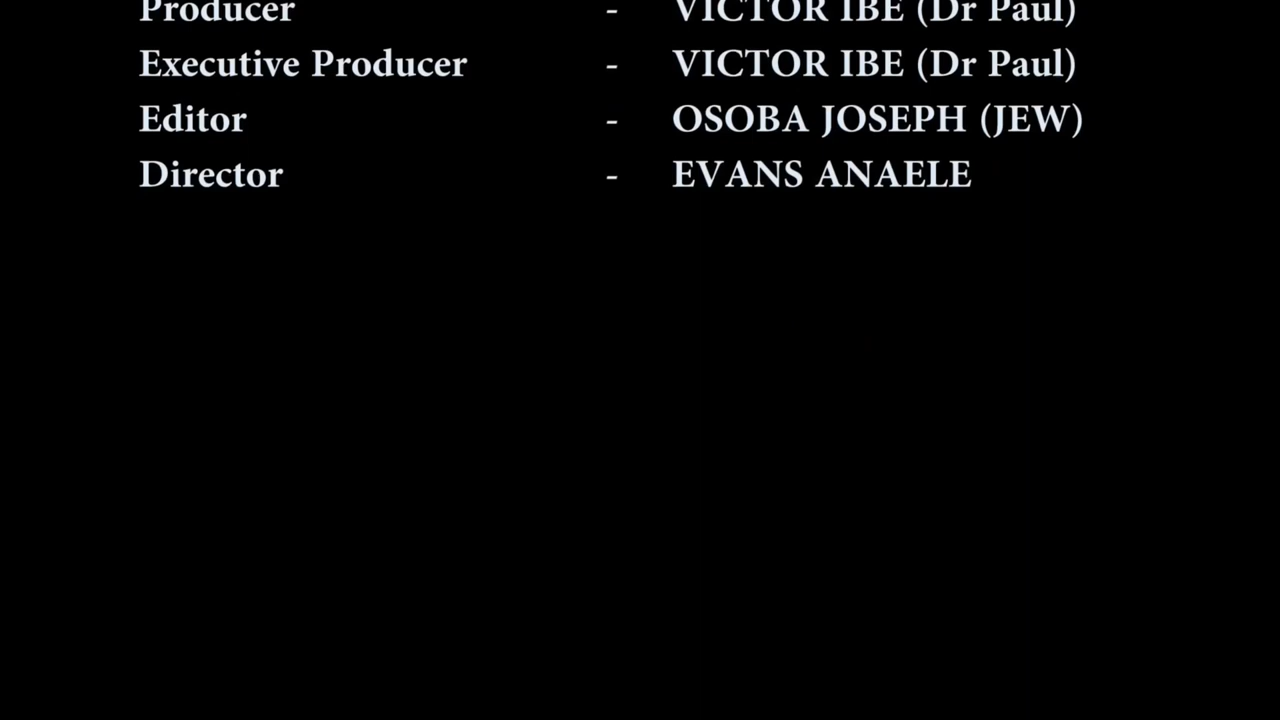 Producer - VICTOR IBE (Dr Paul)
Executive Producer - VICTOR IBE (Dr Paul)
Editor - OSOBA JOSEPH (JEW)
Director - EVANS ANAELE